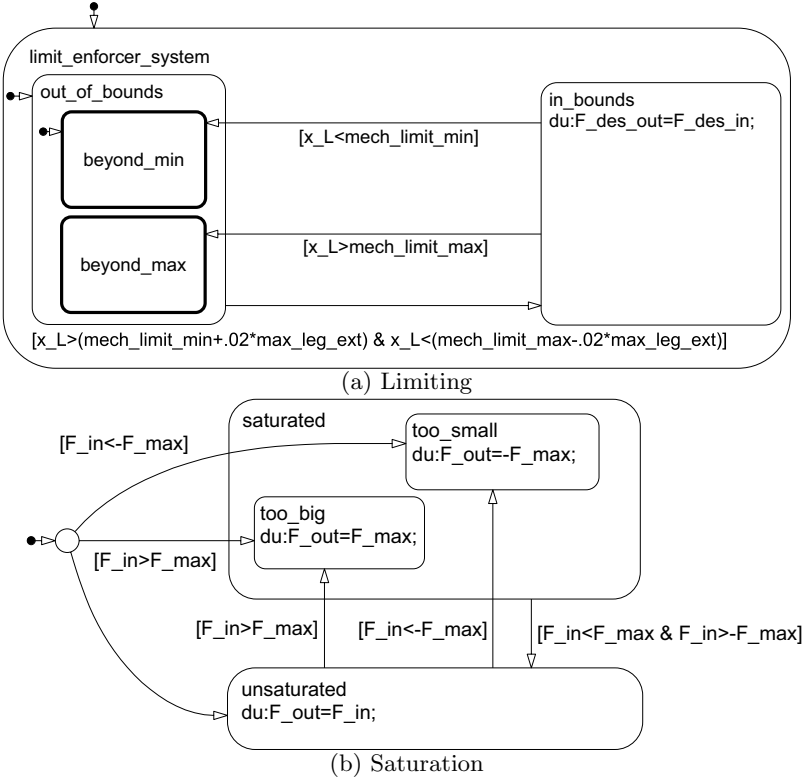 limit_enforcer_system
out_of_bounds
beyond_min
beyond_max
in_bounds
du:F_des_out=F_des_in;
[x_L<mech_limit_min]
[x_L>mech_limit_max]
[x_L>(mech_limit_min+.02*max_leg_ext) & x_L<(mech_limit_max-.02*max_leg_ext)]
(a) Limiting
saturated
too_small
du:F_out=-F_max;
[F_in<-F_max]
too_big
du:F_out=F_max;
[F_in>F_max]
[F_in>F_max]
[F_in<-F_max]
[F_in<F_max & F_in>-F_max]
unsaturated
du:F_out=F_in;
(b) Saturation